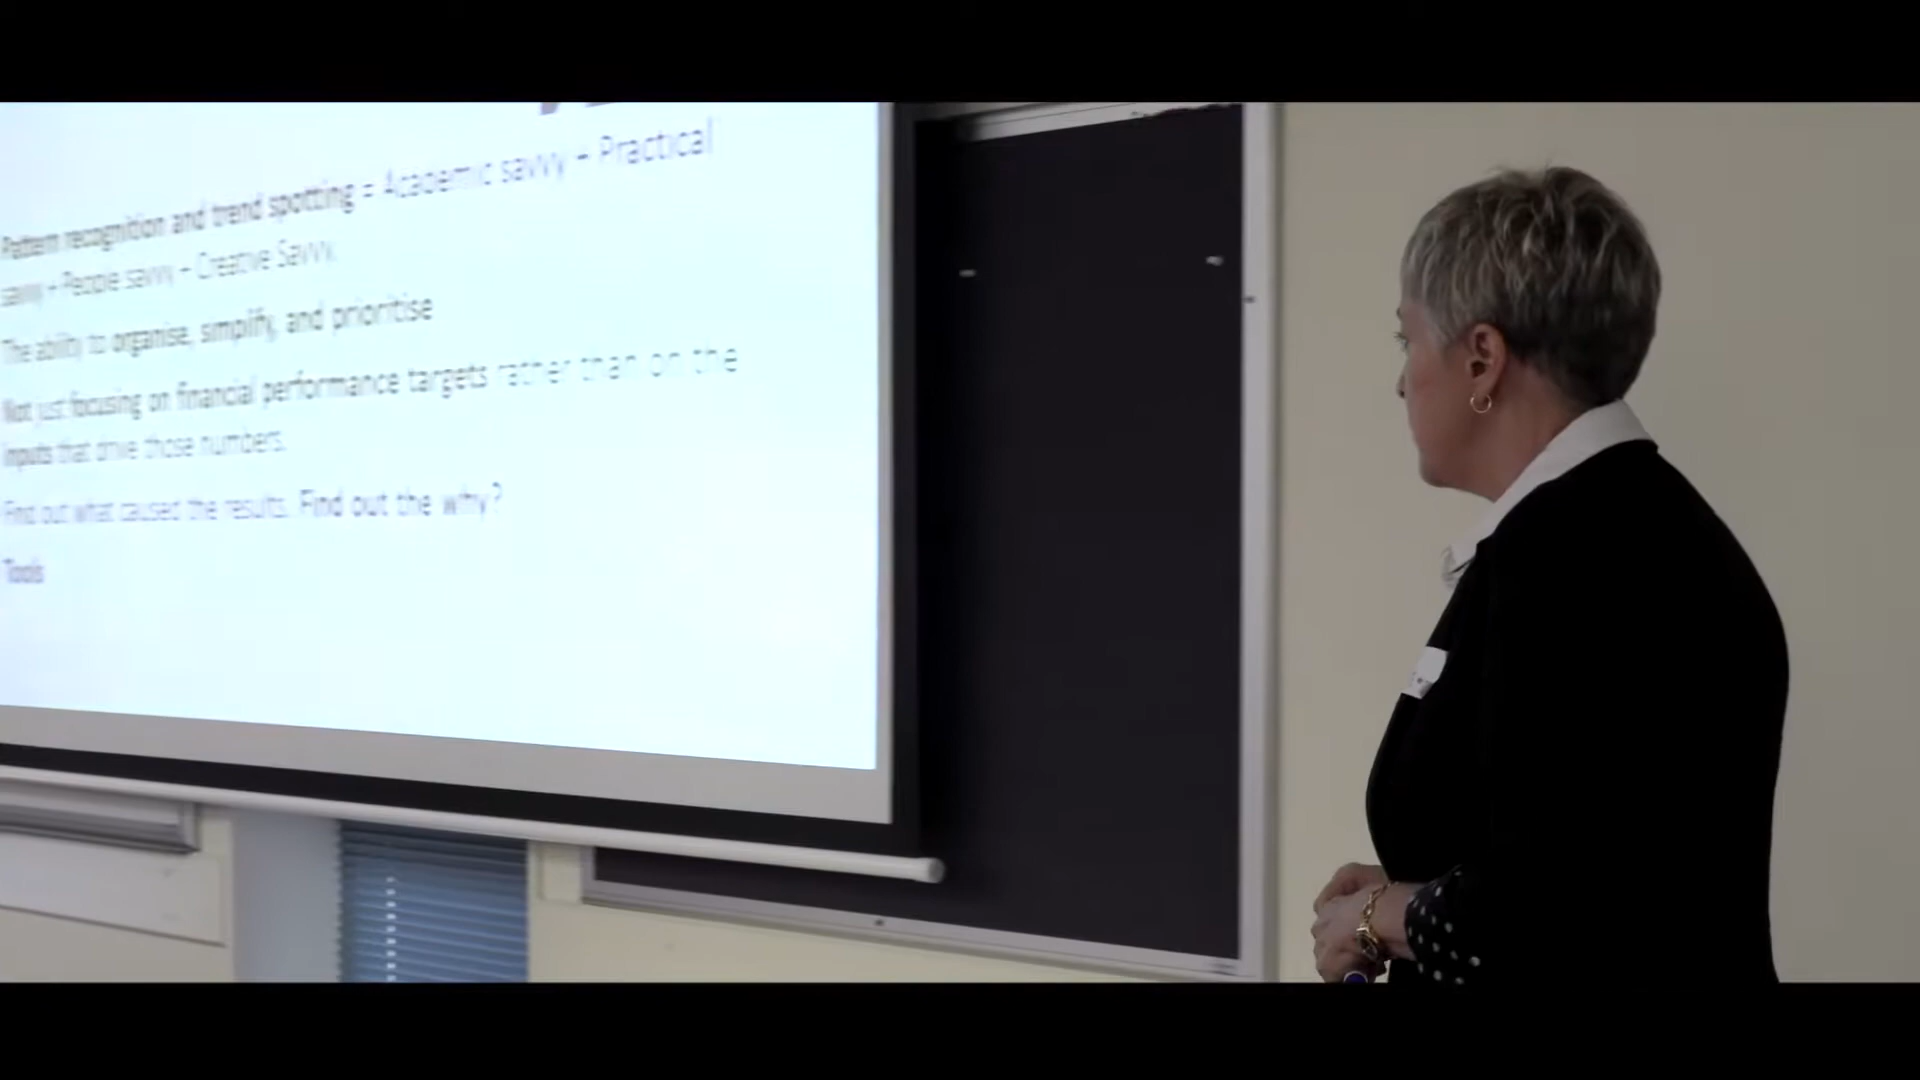 Pattern recognition and trend spotting = Academic savvy + Practical
savvy + People savvy + Creative Savvy.
The ability to organise, simplify, and prioritise
Not just focusing on financial performance targets rather than on the
inputs that drive those numbers.
Find out what caused the results. Find out the why?
Tools